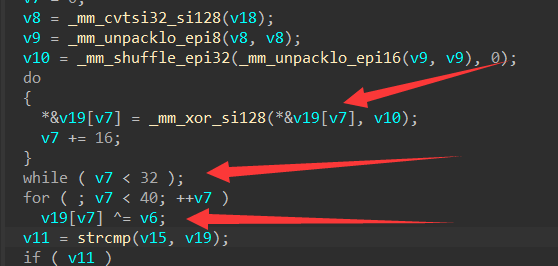 v8 = _mm_cvtsi32_si128(v18);
v9 = _mm_unpacklo_epi8(v8, v8);
v10 = _mm_shuffle_epi32(_mm_unpacklo_epi16(v9, v9), 0);
do
{
*&v19[v7] = _mm_xor_si128(*&v19[v7], v10);
v7 += 16;
}
while ( v7 < 32 );
for ( ; v7 < 40; ++v7 )
v19[v7] ^= v6;
v11 = strcmp(v15, v19);
if ( v11 )